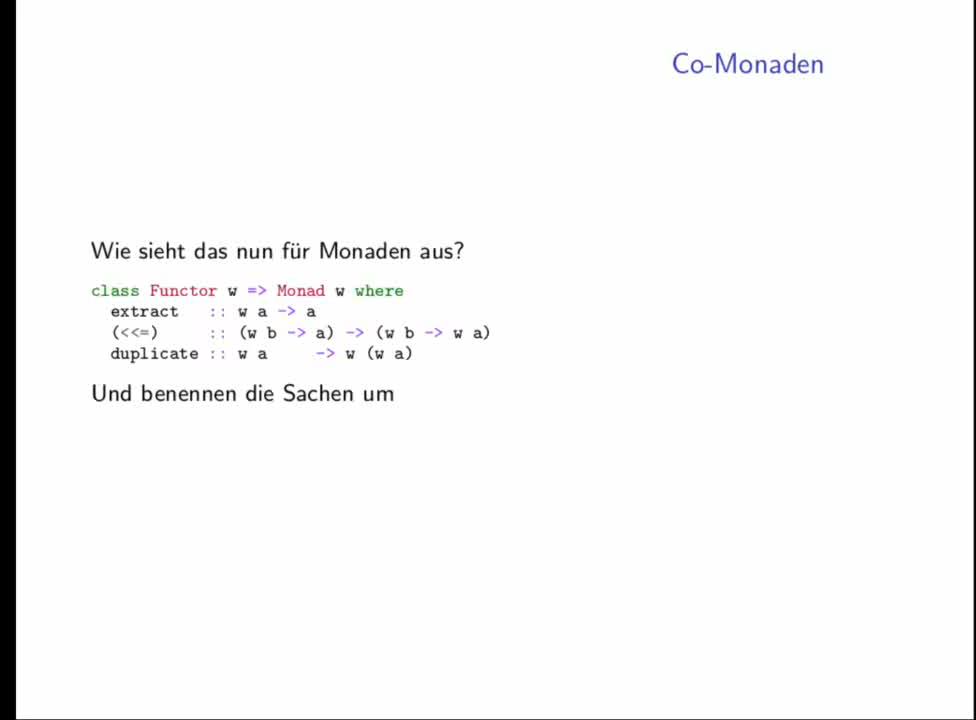 Co-Monaden
Wie sieht das nun für Monaden aus?
class Functor w => Monad w where
  extract   :: w a -> a
  (<<=)     :: (w b -> a) -> (w b -> w a)
  duplicate :: w a     -> w (w a)
Und benennen die Sachen um